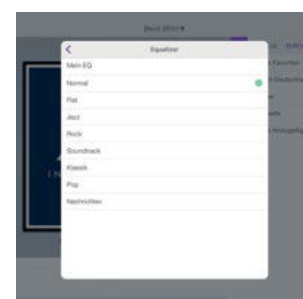 Equalizer
Mein EQ
Normal
Flat
Jazz
Rock
Soundtrack
Klassik
Pop
Nachrichten